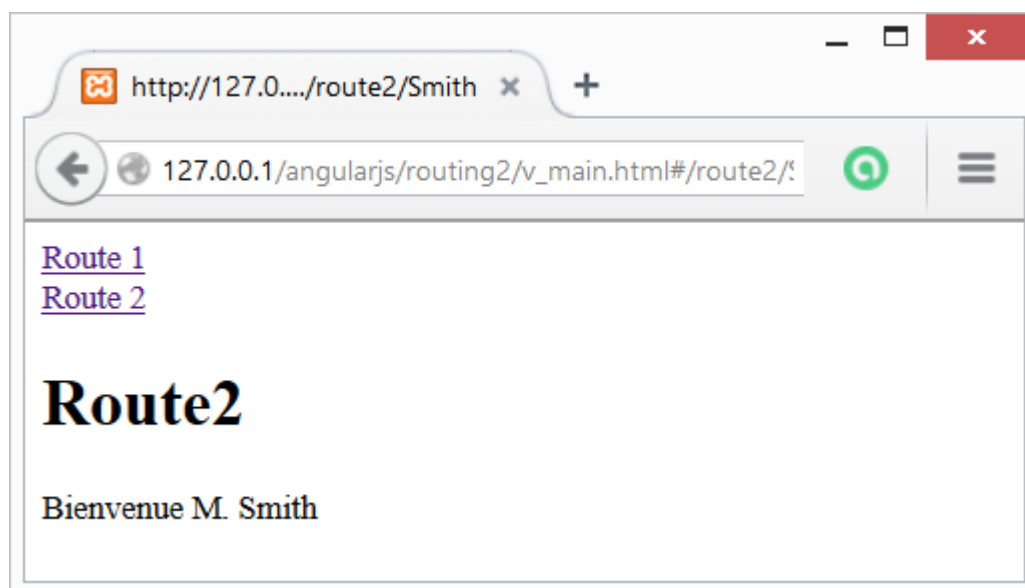 http://127.0..../route2/Smith
127.0.0.1/angularjs/routing2/v_main.html#/route2/
Route 1
Route 2
Route2
Bienvenue M. Smith